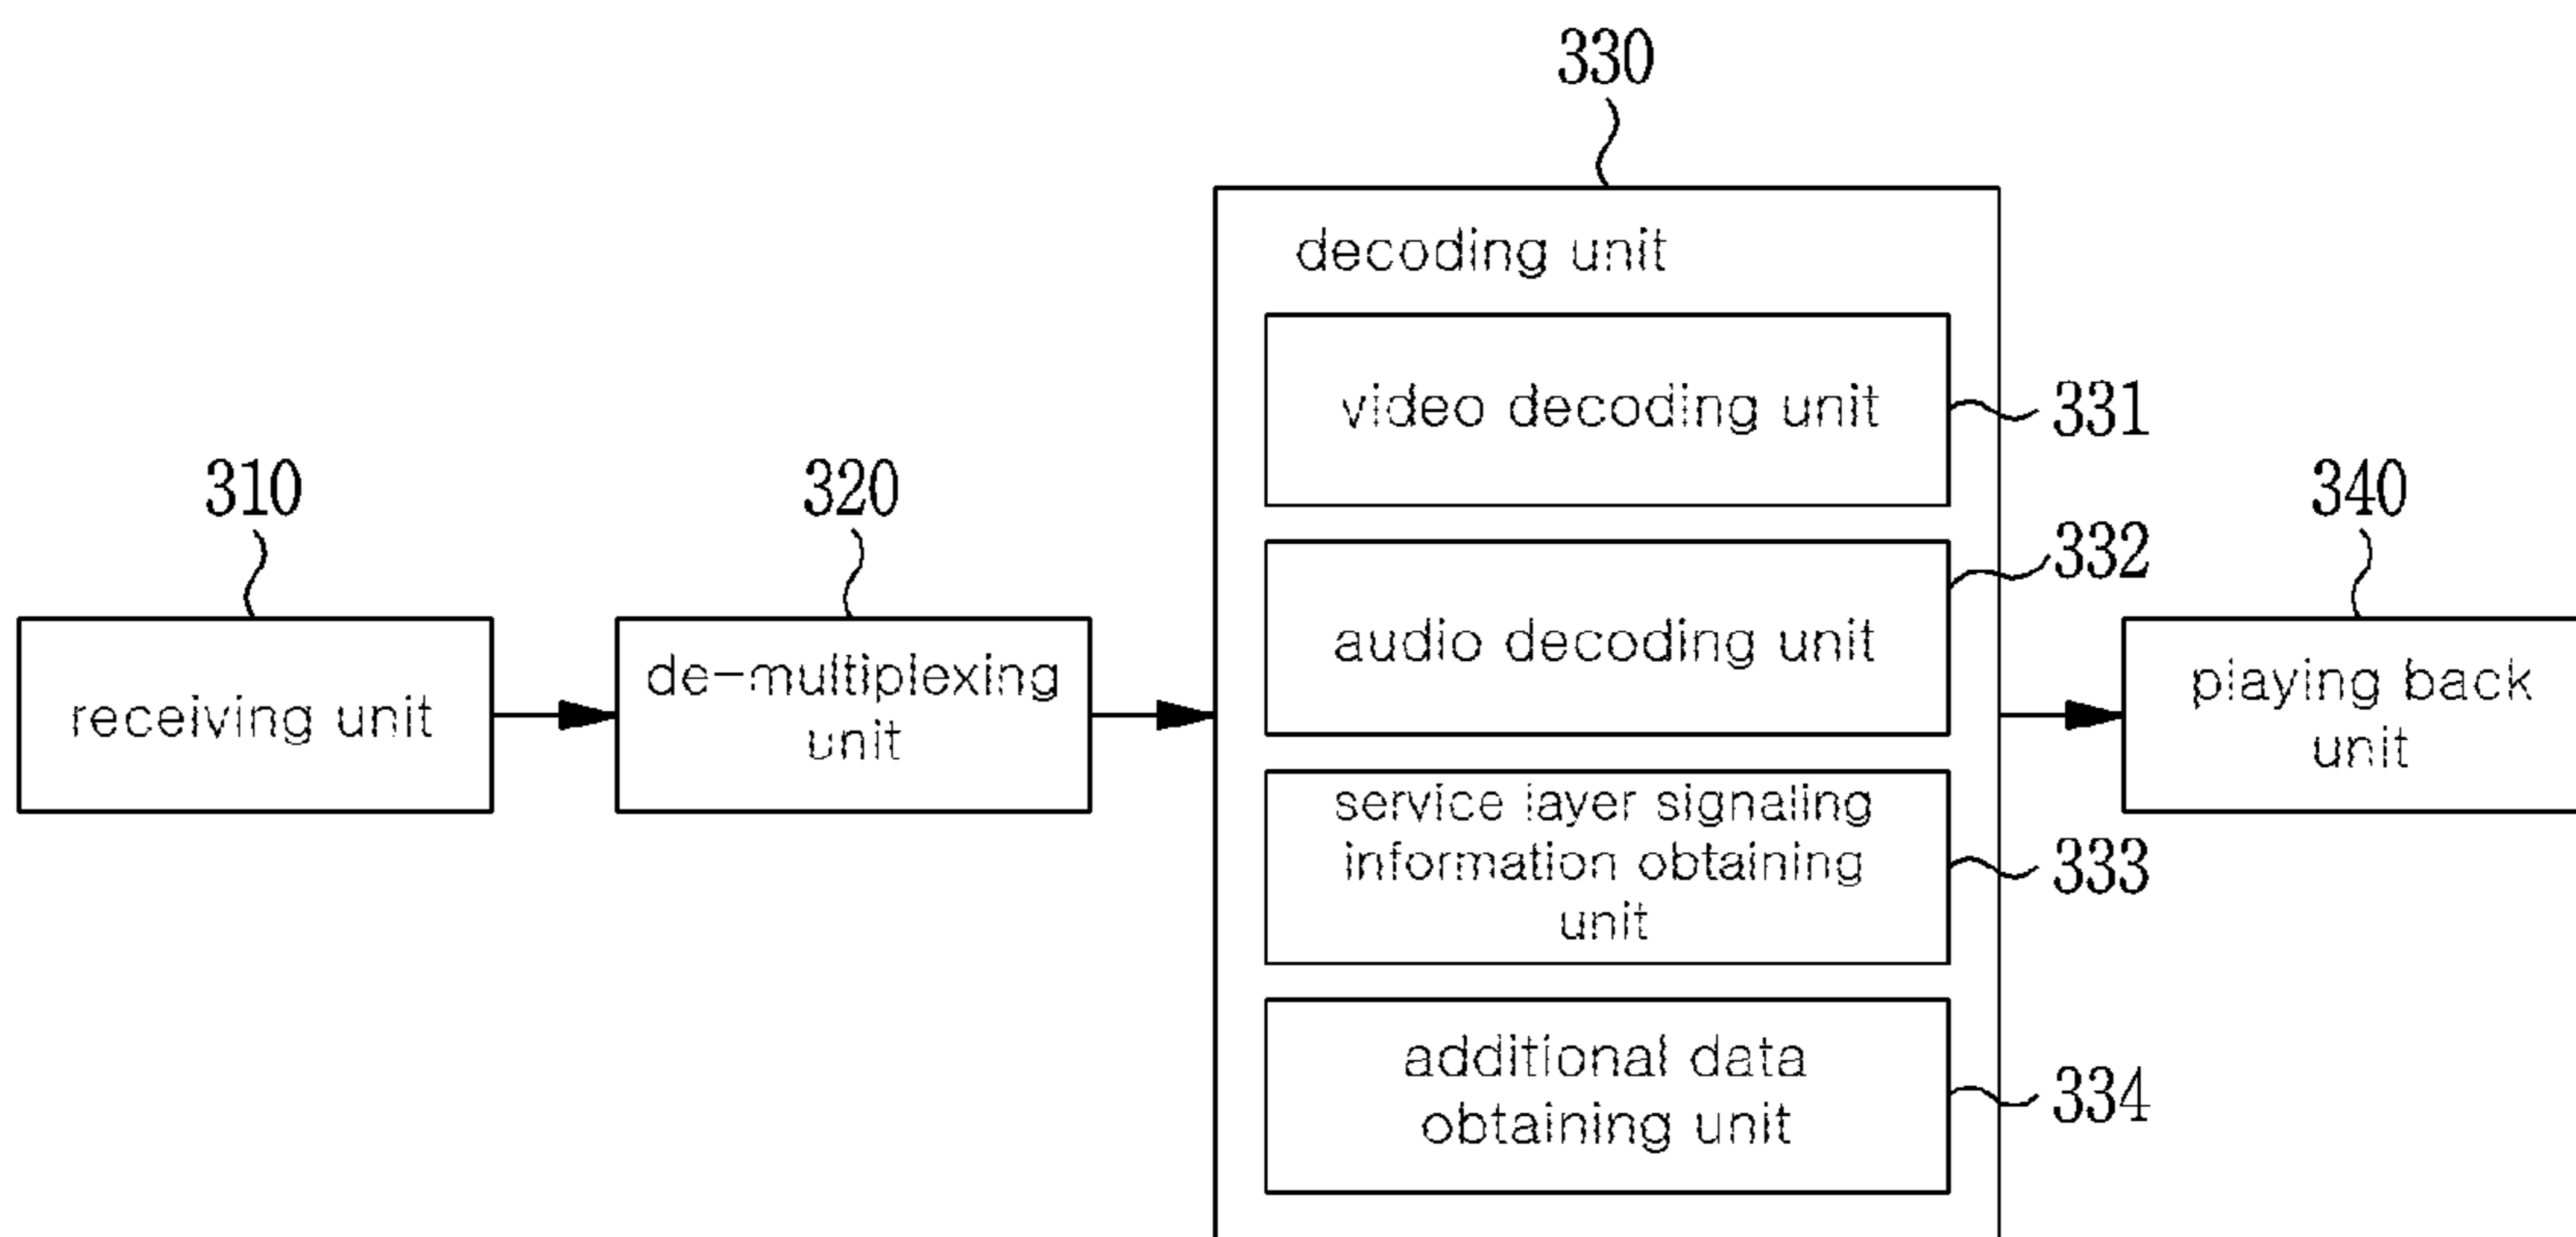 330
decoding unit
video decoding unit
331
310
320
340
332
audio decoding unit
receiving unit
de-multiplexing
unit
playing back
unit
service layer signaling
information obtaining
unit
333
additional data
obtaining unit
334